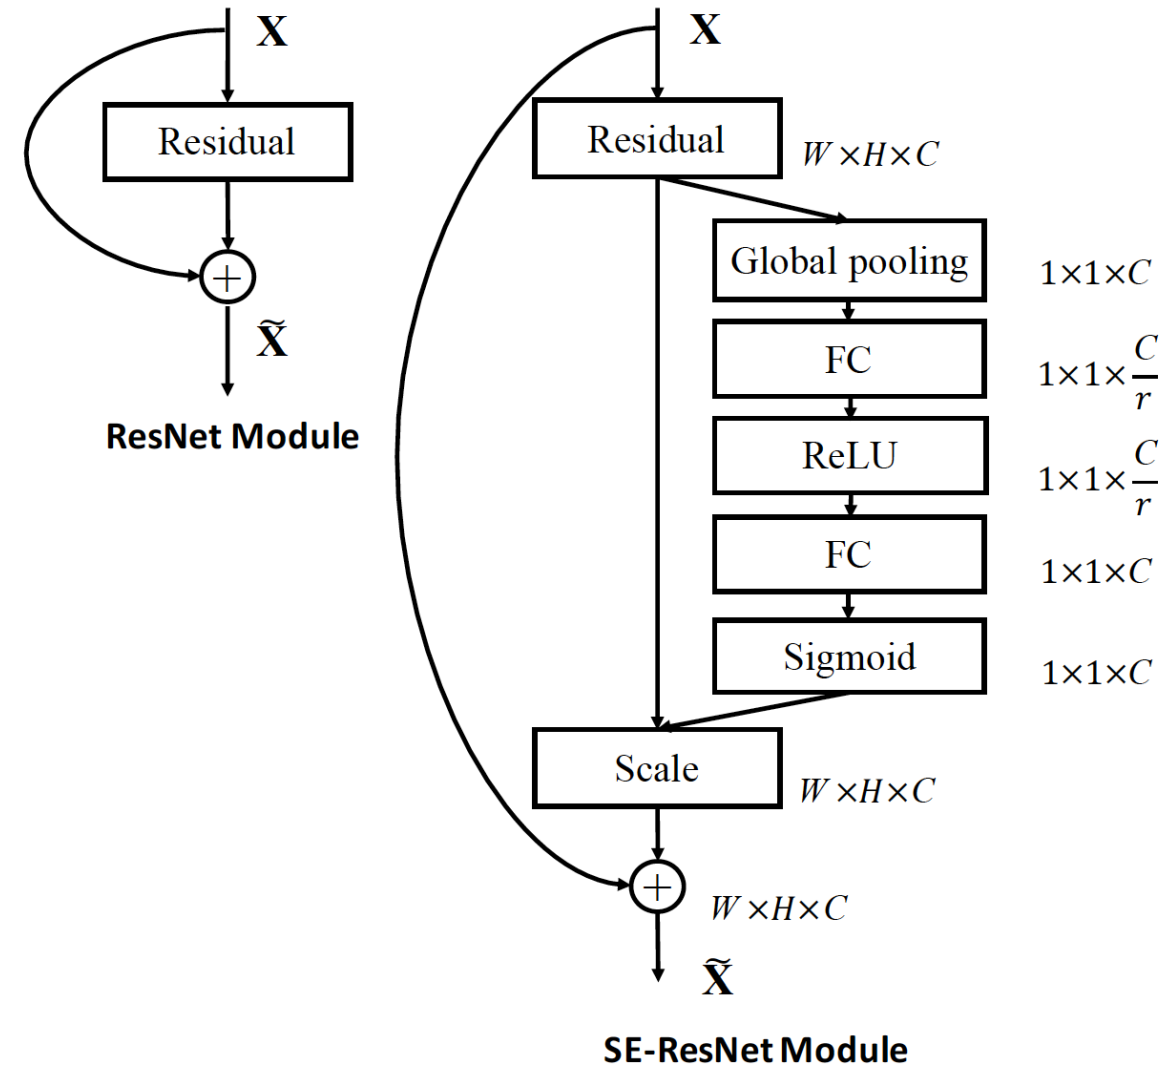 X
Residual
+
X̃
ResNet Module
X
Residual
W×H×C
Global pooling
1×1×C
FC
1×1×C/r
ReLU
1×1×C/r
FC
1×1×C
Sigmoid
1×1×C
Scale
W×H×C
+
W×H×C
X̃
SE-ResNet Module